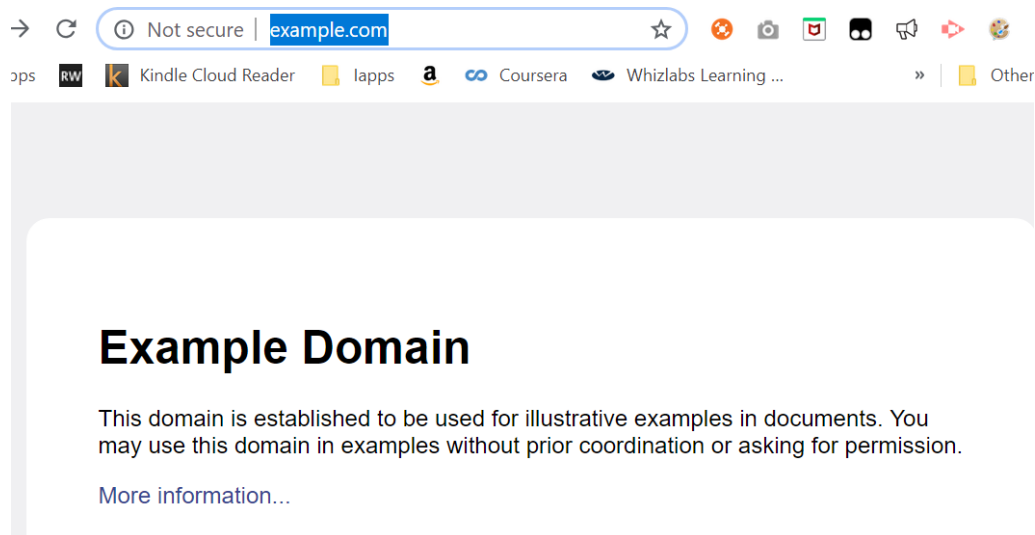 Not secure | example.com
RW Kindle Cloud Reader lapps a Coursera Whizlabs Learning ... » Other
Example Domain
This domain is established to be used for illustrative examples in documents. You
may use this domain in examples without prior coordination or asking for permission.
More information...